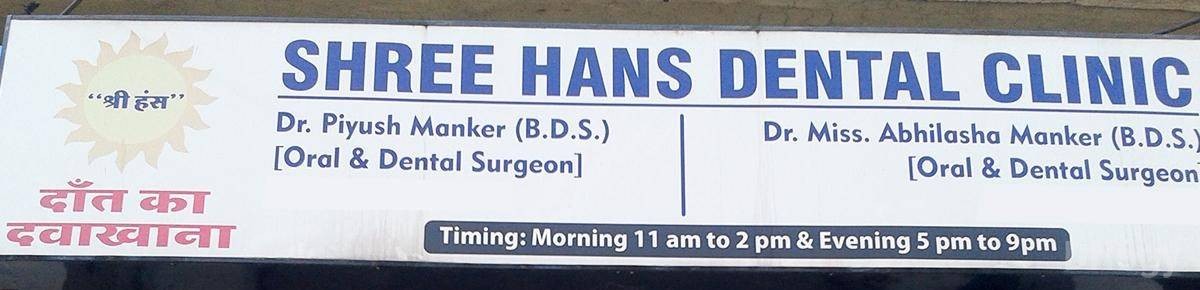 "श्री हंस"
दाँत का
दवाखाना
SHREE HANS DENTAL CLINIC
Dr. Piyush Manker (B.D.S.)
[Oral & Dental Surgeon]
Dr. Miss. Abhilasha Manker (B.D.S.)
[Oral & Dental Surgeon
Timing: Morning 11 am to 2 pm & Evening 5 pm to 9pm